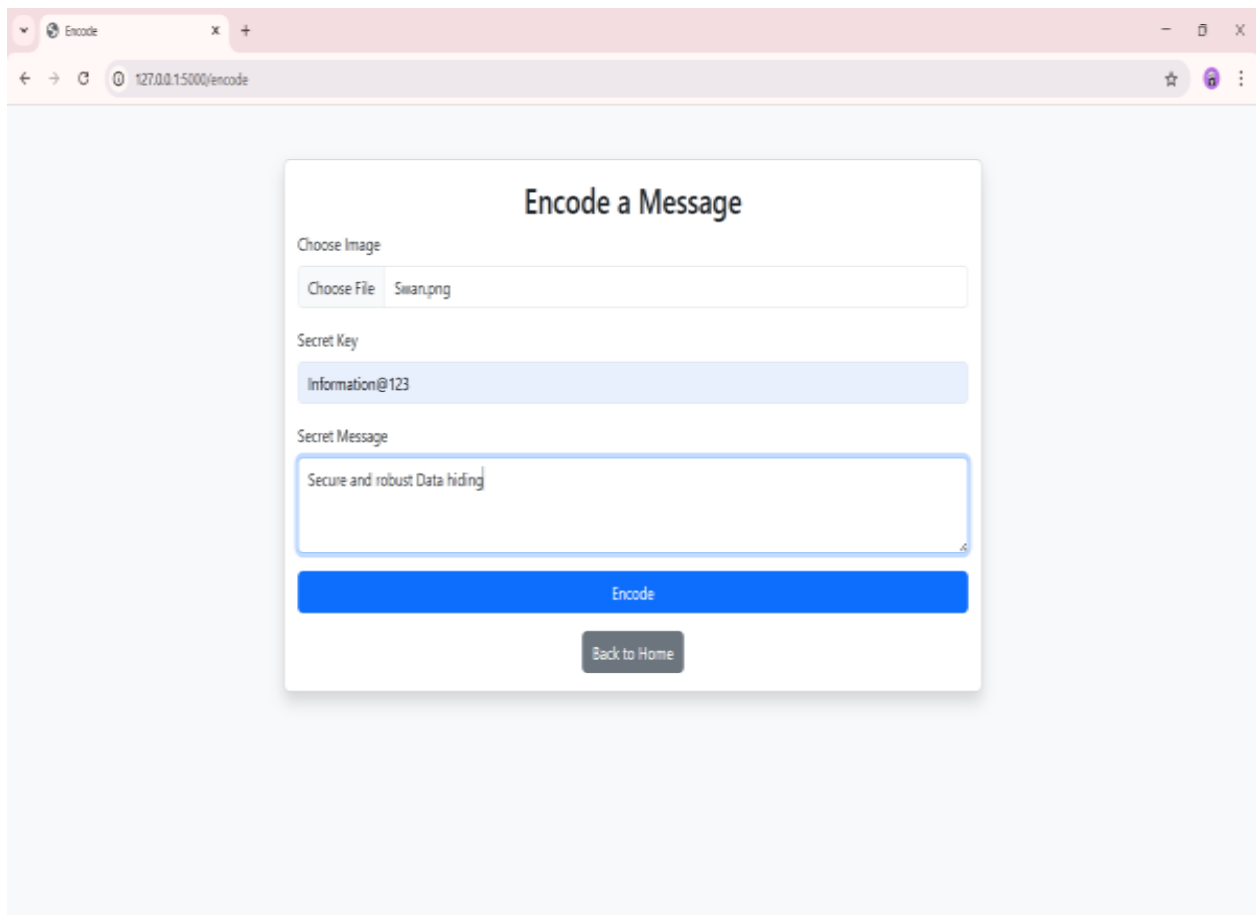 Encode
127.0.0.1:5000/encode
Encode a Message
Choose Image
Choose File Swan.png
Secret Key
Information@123
Secret Message
Secure and robust Data hiding
Encode
Back to Home